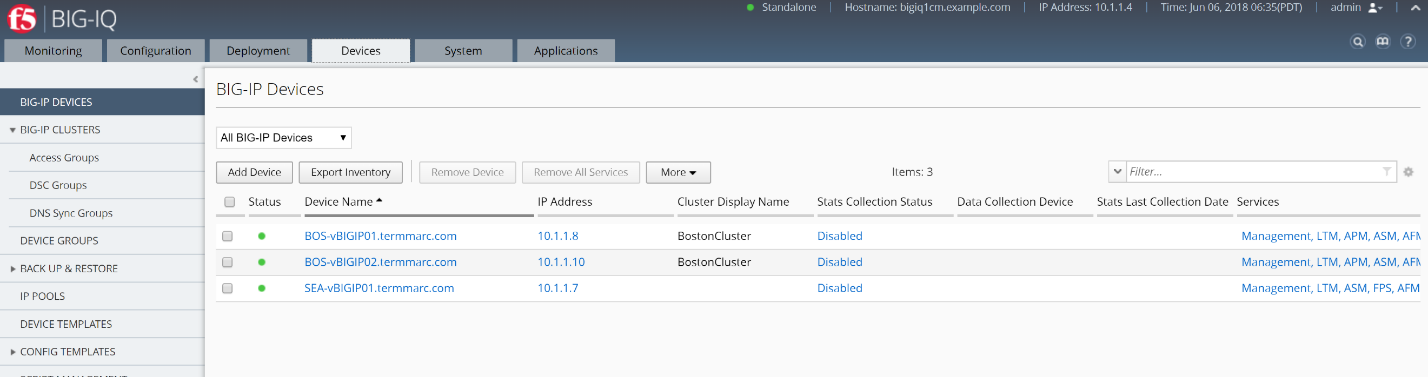 f5 BIG-IQ
Standalone Hostname: bigiq1cm.example.com IP Address: 10.1.1.4 Time: Jun 06, 2018 06:35(PDT) admin
Monitoring Configuration Deployment Devices System Applications
BIG-IP DEVICES
BIG-IP CLUSTERS
Access Groups
DSC Groups
DNS Sync Groups
DEVICE GROUPS
BACK UP & RESTORE
IP POOLS
DEVICE TEMPLATES
CONFIG TEMPLATES
BIG-IP Devices
All BIG-IP Devices
Add Device Export Inventory Remove Device Remove All Services More Items: 3 Filter...
Status Device Name IP Address Cluster Display Name Stats Collection Status Data Collection Device Stats Last Collection Date Services
BOS-vBIGIP01.termmarc.com 10.1.1.8 BostonCluster Disabled Management, LTM, APM, ASM, AFM
BOS-vBIGIP02.termmarc.com 10.1.1.10 BostonCluster Disabled Management, LTM, APM, ASM, AFM
SEA-vBIGIP01.termmarc.com 10.1.1.7 Disabled Management, LTM, ASM, FPS, AFM